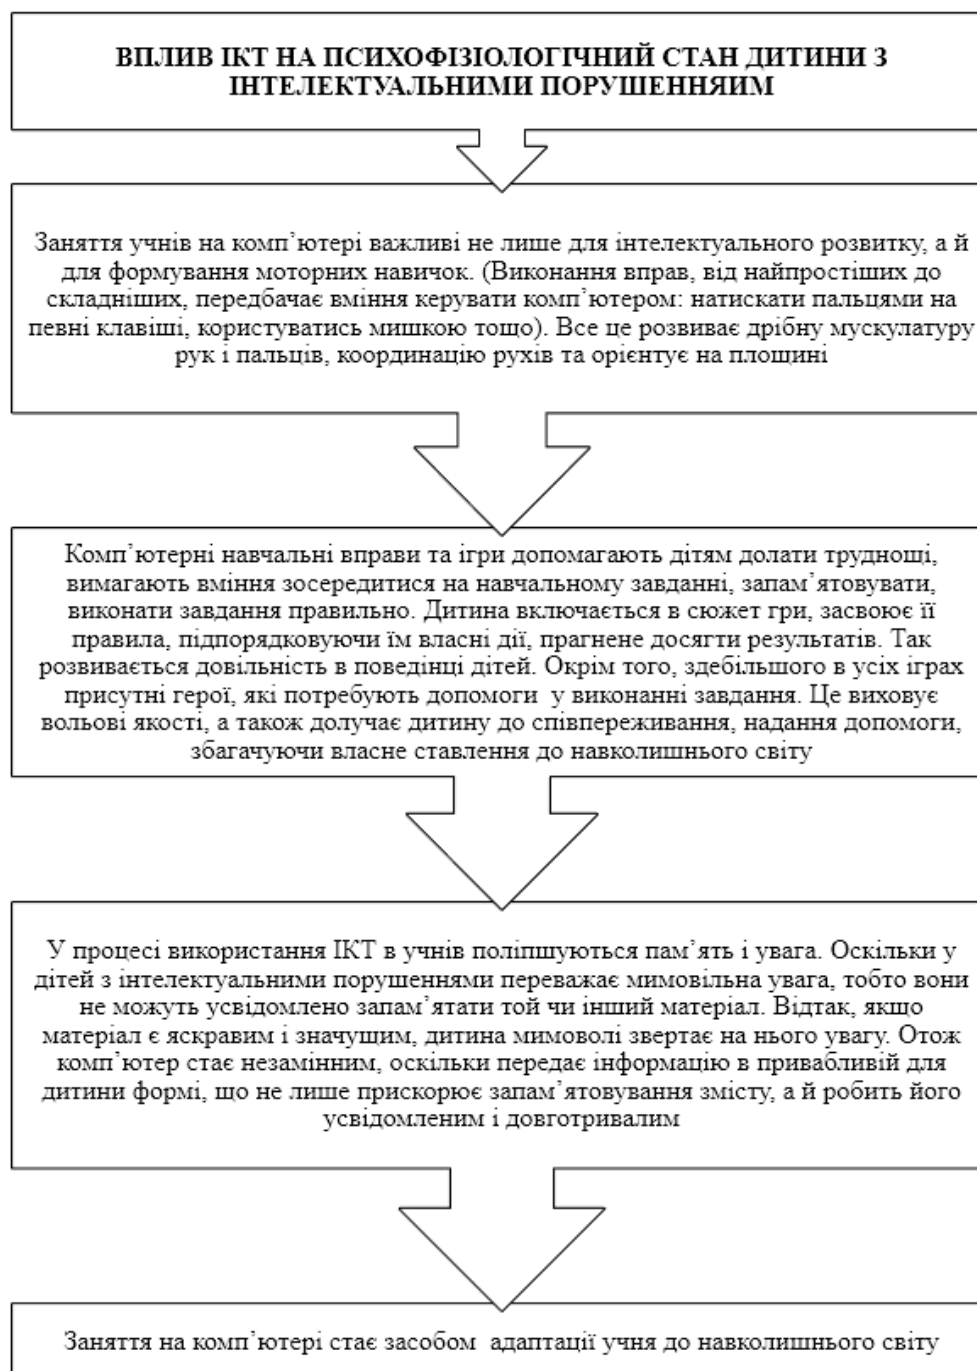 ВПЛИВ ІКТ НА ПСИХОФІЗІОЛОГІЧНИЙ СТАН ДИТИНИ З
ІНТЕЛЕКТУАЛЬНИМИ ПОРУШЕННЯИМ
Заняття учнів на комп’ютері важливі не лише для інтелектуального розвитку, а й
для формування моторних навичок. (Виконання вправ, від найпростіших до
складніших, передбачає вміння керувати комп’ютером: натискати пальцями на
певні клавіші, користуватись мишкою тощо). Все це розвиває дрібну мускулатуру
рук і пальців, координацію рухів та орієнтує на площині
Комп’ютерні навчальні вправи та ігри допомагають дітям долати труднощі,
вимагають вміння зосередитися на навчальному завданні, запам’ятовувати,
виконати завдання правильно. Дитина включається в сюжет гри, засвоює її
правила, підпорядковуючи їм власні дії, прагнене досягти результатів. Так
розвивається довільність в поведінці дітей. Окрім того, здебільшого в усіх іграх
присутні герої, які потребують допомоги у виконанні завдання. Це виховує
вольові якості, а також долучає дитину до співпереживання, надання допомоги,
збагачуючи власне ставлення до навколишнього світу
У процесі використання ІКТ в учнів поліпшуються пам’ять і увага. Оскільки у
дітей з інтелектуальними порушеннями переважає мимовільна увага, тобто вони
не можуть усвідомлено запам’ятати той чи інший матеріал. Відтак, якщо
матеріал є яскравим і значущим, дитина мимоволі звертає на нього увагу. Отож
комп’ютер стає незамінним, оскільки передає інформацію в привабливій для
дитини формі, що не лише прискорює запам’ятовування змісту, а й робить його
усвідомленим і довготривалим
Заняття на комп’ютері стає засобом адаптації учня до навколишнього світу